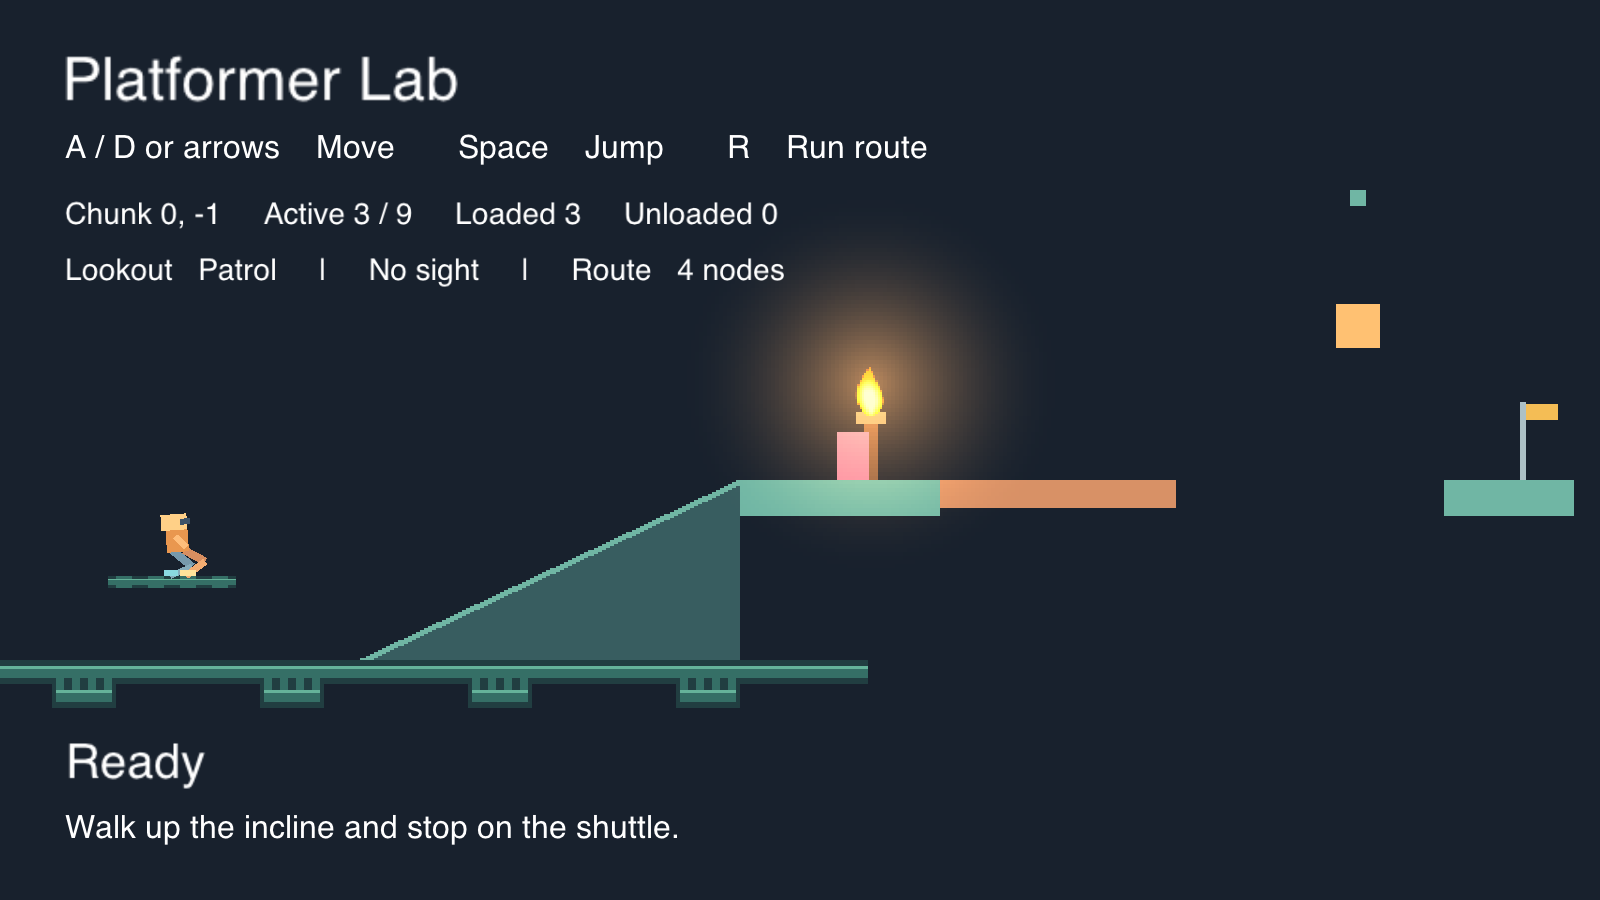 Platformer Lab
A / D or arrows Move Space Jump R Run route
Chunk 0, -1 Active 3 / 9 Loaded 3 Unloaded 0
Lookout Patrol | No sight | Route 4 nodes
Ready
Walk up the incline and stop on the shuttle.